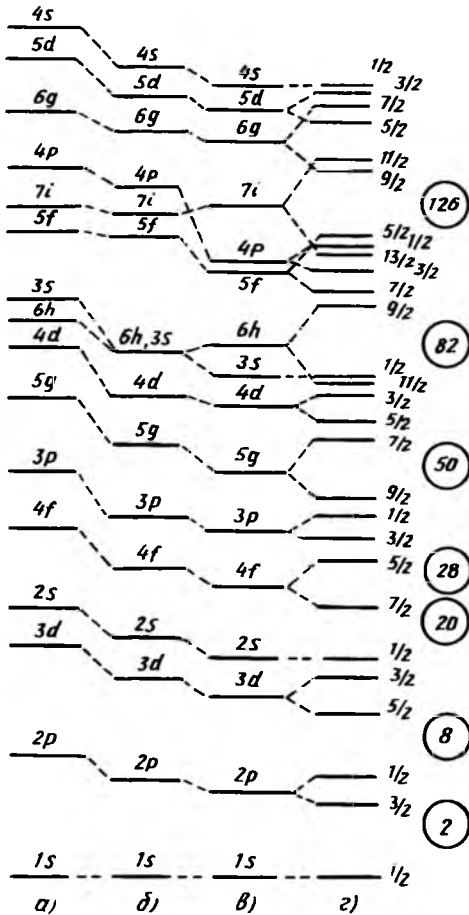 4s
5d 4s 4s 1/2
5d 5d 3/2
6g 6g 6g 7/2
5/2
4p 4p 11/2
9/2
7i 7i 7i 126
5f 5f 5/2 1/2
4p 13/2 3/2
5f 7/2
3s
6h 9/2
4d 6h,3s 6h 82
3s 1/2
4d 4d 11/2
3/2
5g 5/2
5g 5g 7/2
3p 50
9/2
4f 3p 3p 1/2
3/2
4f 4f 5/2 28
2s 7/2 20
3d 2s 2s 1/2
3d 3d 3/2
5/2
2p 8
2p 2p 1/2
3/2
2
1s 1s 1s 1/2
а) б) в) г)